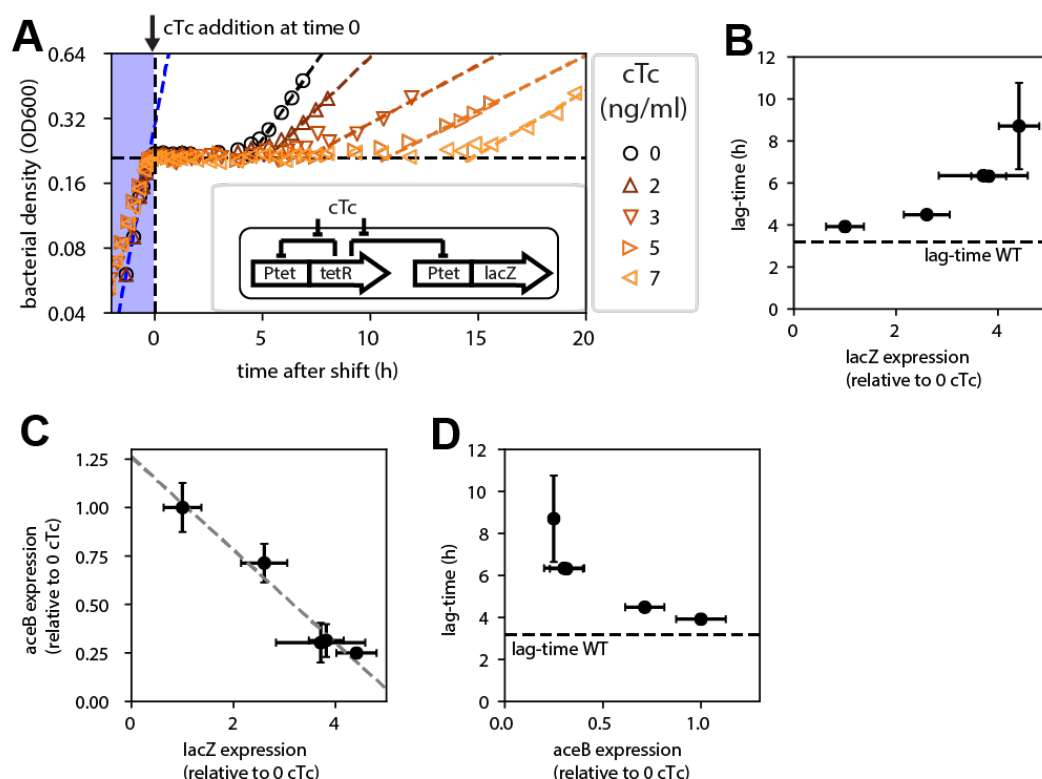 cTc addition at time 0
A
0.64
0.32
0.16
0.08
0.04
bacterial density (OD600)
0
5
10
15
20
time after shift (h)
cTc
Ptet
tetR
Ptet
lacZ
cTc
(ng/ml)
0
2
3
5
7
B
12
10
8
6
4
2
0
lag-time (h)
lag-time WT
0
2
4
lacZ expression
(relative to 0 cTc)
C
1.25
1.00
0.75
0.50
0.25
0.00
aceB expression
(relative to 0 cTc)
0
2
4
lacZ expression
(relative to 0 cTc)
D
12
10
8
6
4
2
0
lag-time (h)
lag-time WT
0.0
0.5
1.0
aceB expression
(relative to 0 cTc)